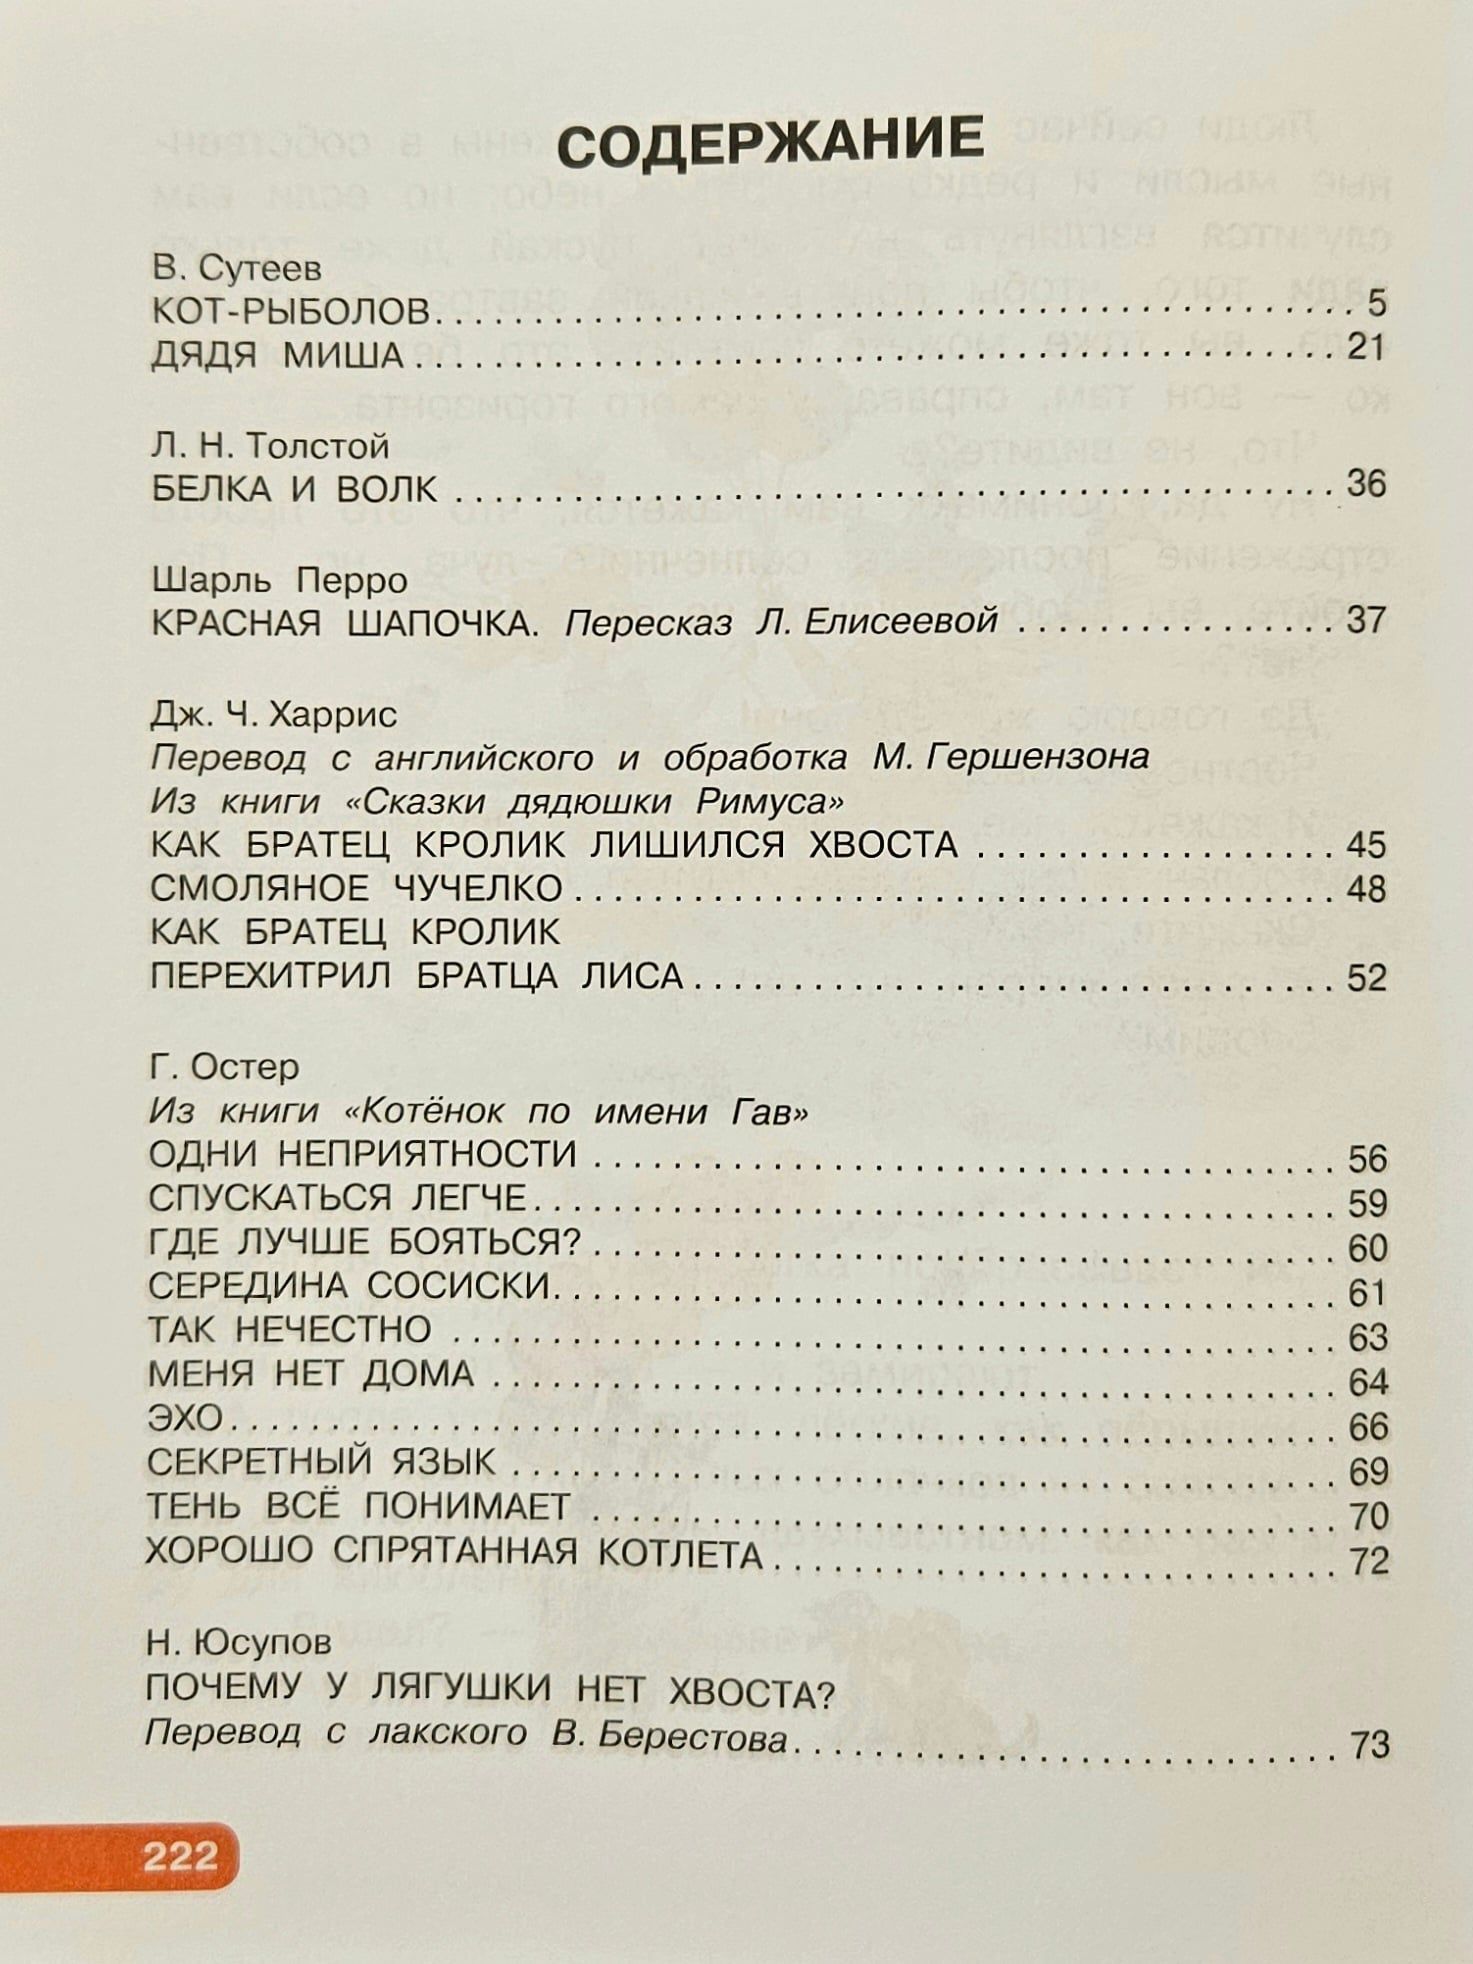 СОДЕРЖАНИЕ
В. Сутеев
КОТ-РЫБОЛОВ. . . . . . . . . . . . . . . . . . . . . . . . . . . . . . . . . . . . . . . . . . . . . . 5
ДЯДЯ МИША . . . . . . . . . . . . . . . . . . . . . . . . . . . . . . . . . . . . . . . . . . . . . . 21
Л. Н. Толстой
БЕЛКА И ВОЛК . . . . . . . . . . . . . . . . . . . . . . . . . . . . . . . . . . . . . . . . . . . . 36
Шарль Перро
КРАСНАЯ ШАПОЧКА. Пересказ Л. Елисеевой . . . . . . . . . . . . . . . . 37
Дж. Ч. Харрис
Перевод с английского и обработка М. Гершензона
Из книги «Сказки дядюшки Римуса»
КАК БРАТЕЦ КРОЛИК ЛИШИЛСЯ ХВОСТА . . . . . . . . . . . . . . . . . . 45
СМОЛЯНОЕ ЧУЧЕЛКО . . . . . . . . . . . . . . . . . . . . . . . . . . . . . . . . . . . . . . 48
КАК БРАТЕЦ КРОЛИК
ПЕРЕХИТРИЛ БРАТЦА ЛИСА . . . . . . . . . . . . . . . . . . . . . . . . . . . . . . . . 52
Г. Остер
Из книги «Котёнок по имени Гав»
ОДНИ НЕПРИЯТНОСТИ . . . . . . . . . . . . . . . . . . . . . . . . . . . . . . . . . . . . . 56
СПУСКАТЬСЯ ЛЕГЧЕ. . . . . . . . . . . . . . . . . . . . . . . . . . . . . . . . . . . . . . . . 59
ГДЕ ЛУЧШЕ БОЯТЬСЯ? . . . . . . . . . . . . . . . . . . . . . . . . . . . . . . . . . . . . . 60
СЕРЕДИНА СОСИСКИ. . . . . . . . . . . . . . . . . . . . . . . . . . . . . . . . . . . . . . . 61
ТАК НЕЧЕСТНО . . . . . . . . . . . . . . . . . . . . . . . . . . . . . . . . . . . . . . . . . . . . 63
МЕНЯ НЕТ ДОМА . . . . . . . . . . . . . . . . . . . . . . . . . . . . . . . . . . . . . . . . . . 64
ЭХО. . . . . . . . . . . . . . . . . . . . . . . . . . . . . . . . . . . . . . . . . . . . . . . . . . . . . . . 66
СЕКРЕТНЫЙ ЯЗЫК . . . . . . . . . . . . . . . . . . . . . . . . . . . . . . . . . . . . . . . . . 69
ТЕНЬ ВСЁ ПОНИМАЕТ . . . . . . . . . . . . . . . . . . . . . . . . . . . . . . . . . . . . . 70
ХОРОШО СПРЯТАННАЯ КОТЛЕТА . . . . . . . . . . . . . . . . . . . . . . . . . . . . 72
Н. Юсупов
ПОЧЕМУ У ЛЯГУШКИ НЕТ ХВОСТА?
Перевод с лакского В. Берестова. . . . . . . . . . . . . . . . . . . . . . . . . . . 73
222